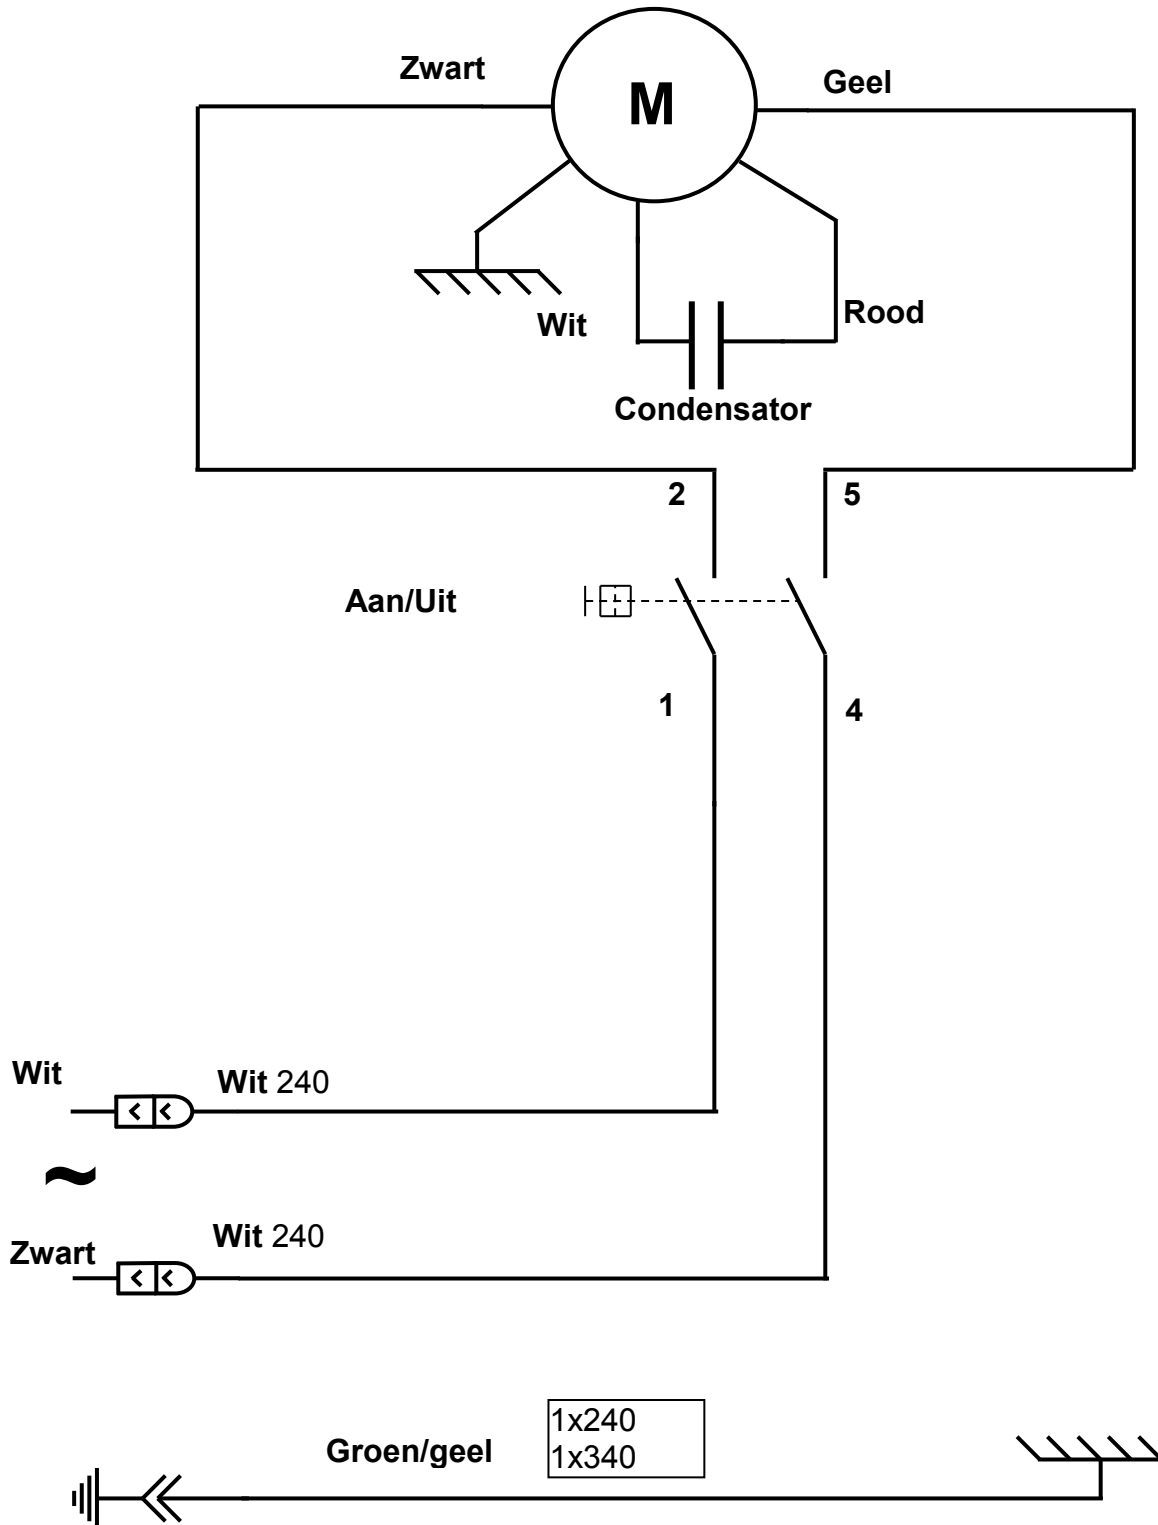 Zwart
Geel
M
Wit
Rood
Condensator
2
5
Aan/Uit
1
4
Wit
Wit 240
~
Zwart
Wit 240
Groen/geel
1x240
1x340